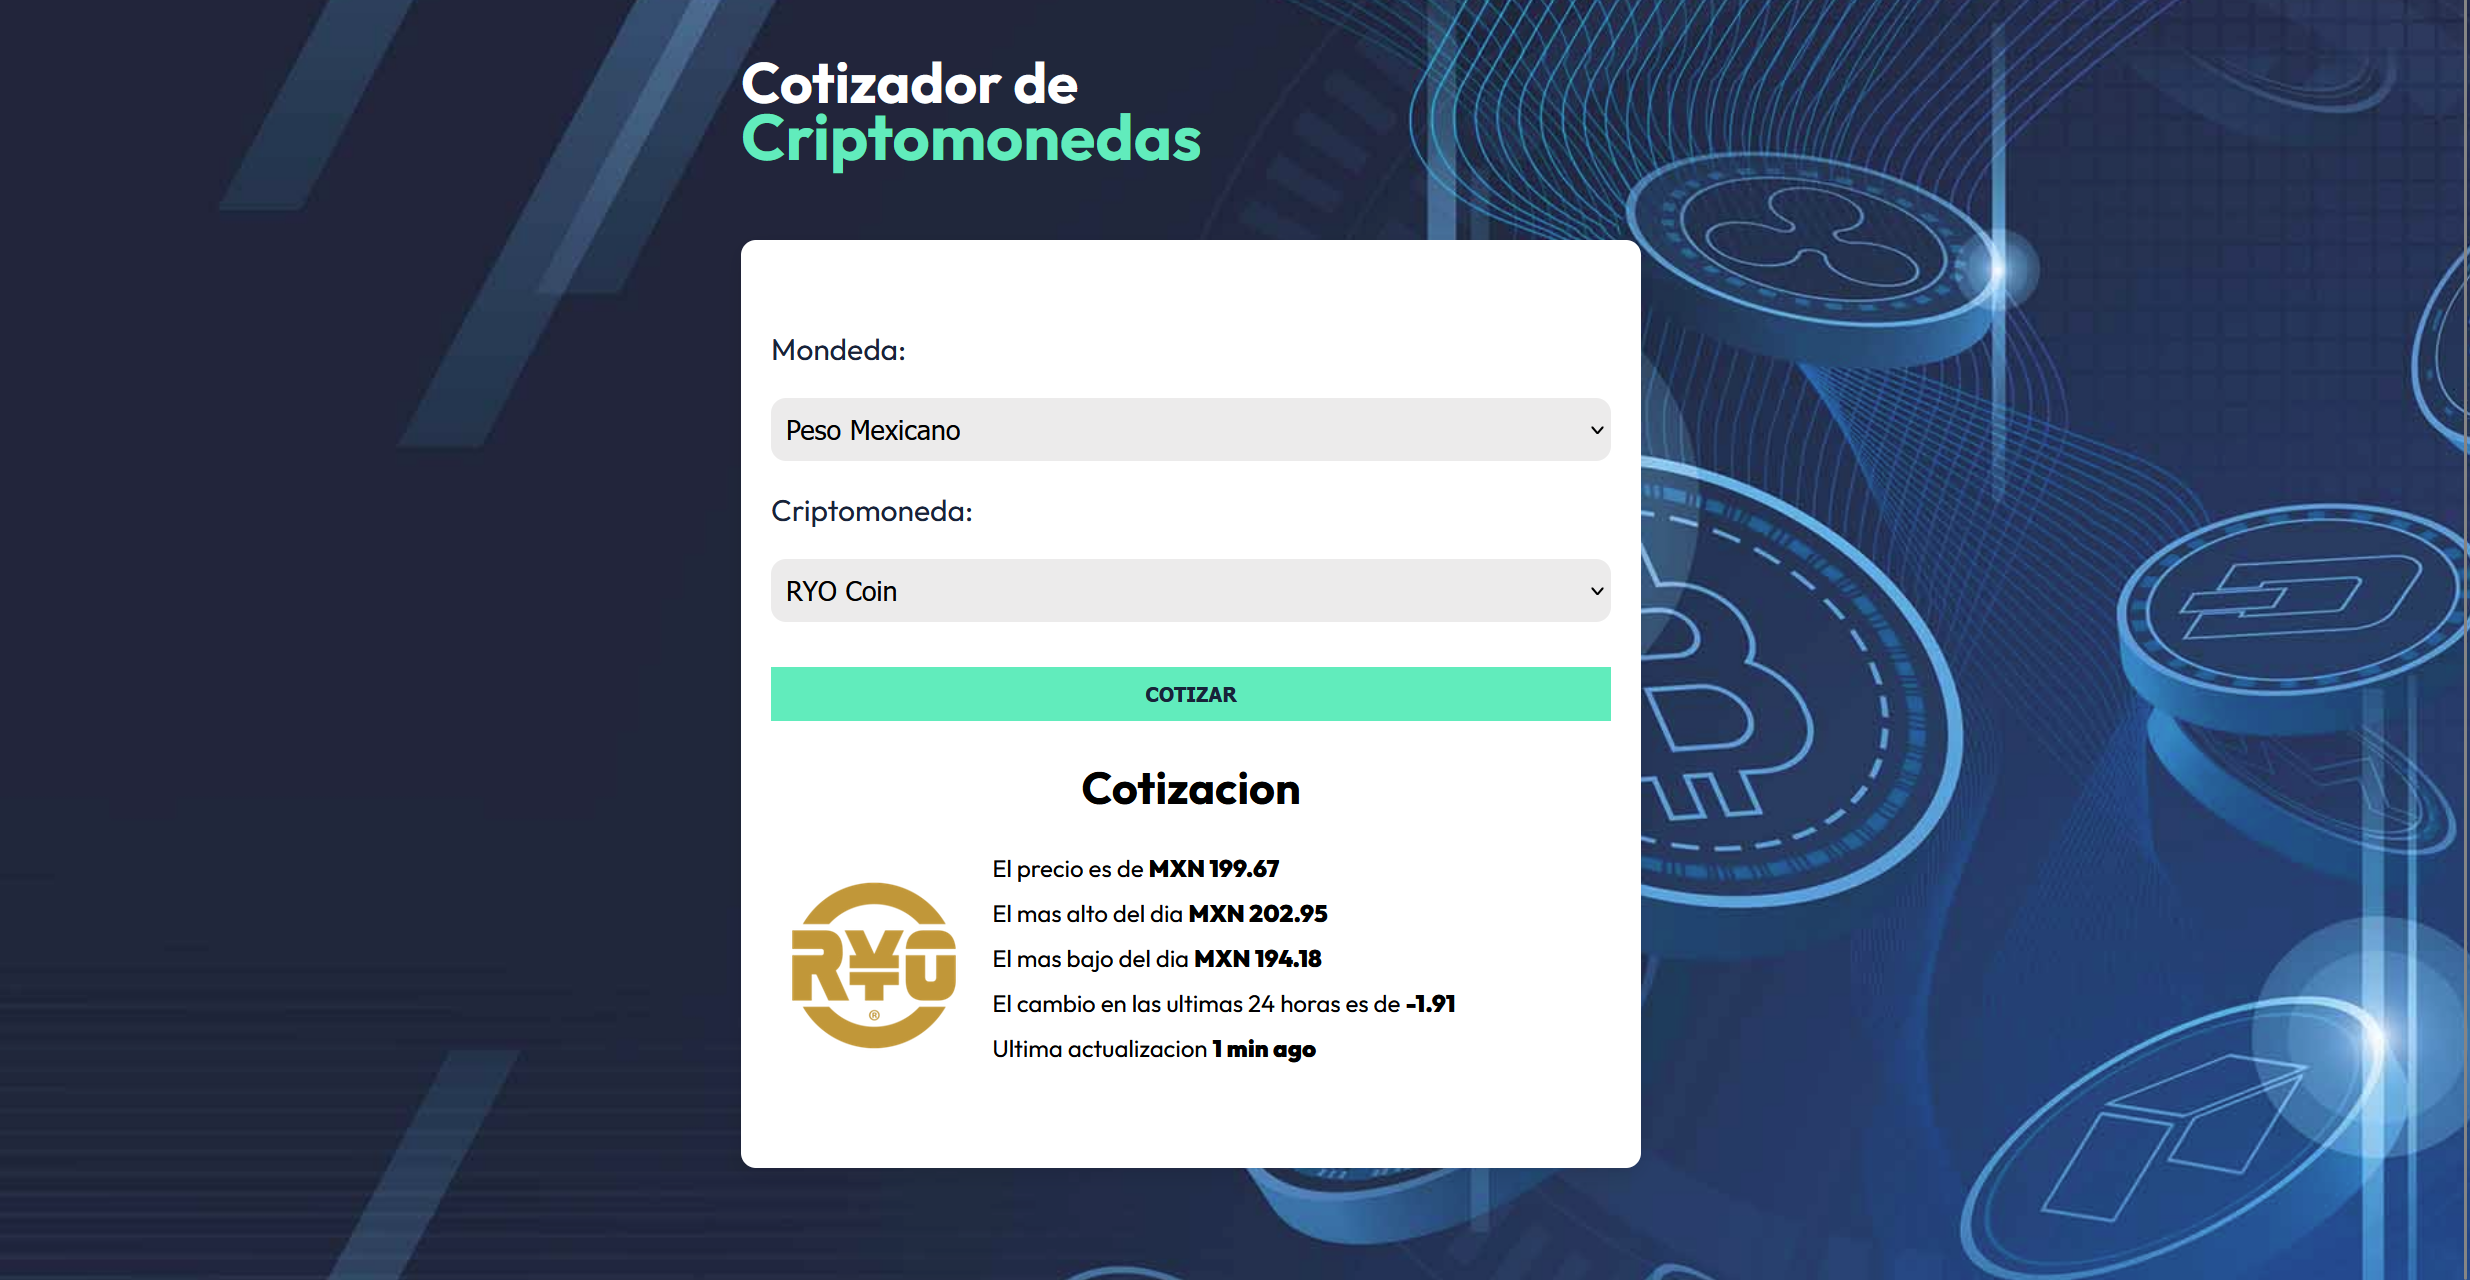 Cotizador de
Criptomonedas
Mondeda:
Peso Mexicano
Criptomoneda:
RYO Coin
COTIZAR
Cotizacion
El precio es de MXN 199.67
El mas alto del dia MXN 202.95
El mas bajo del dia MXN 194.18
El cambio en las ultimas 24 horas es de -1.91
Ultima actualizacion 1 min ago
R¥O
®